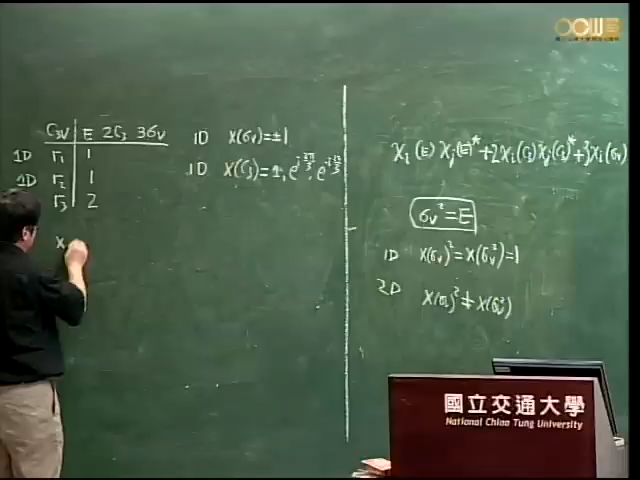 C3V | E 2C3 3σv
1D Γ1 | 1
1D Γ2 | 1
Γ3 | 2
x
1D χ(σv)=±1
1D χ(C3)=1, e^{i 2π/3}, e^{-i 2π/3}
χi(E)χj(E)*+2χi(C3)χj(C3)*+3χi(σv)
σv²=E
1D χ(σv)²=χ(σv²)=1
2D χ(σv)²≠χ(σv²)
國立交通大學
National Chiao Tung University